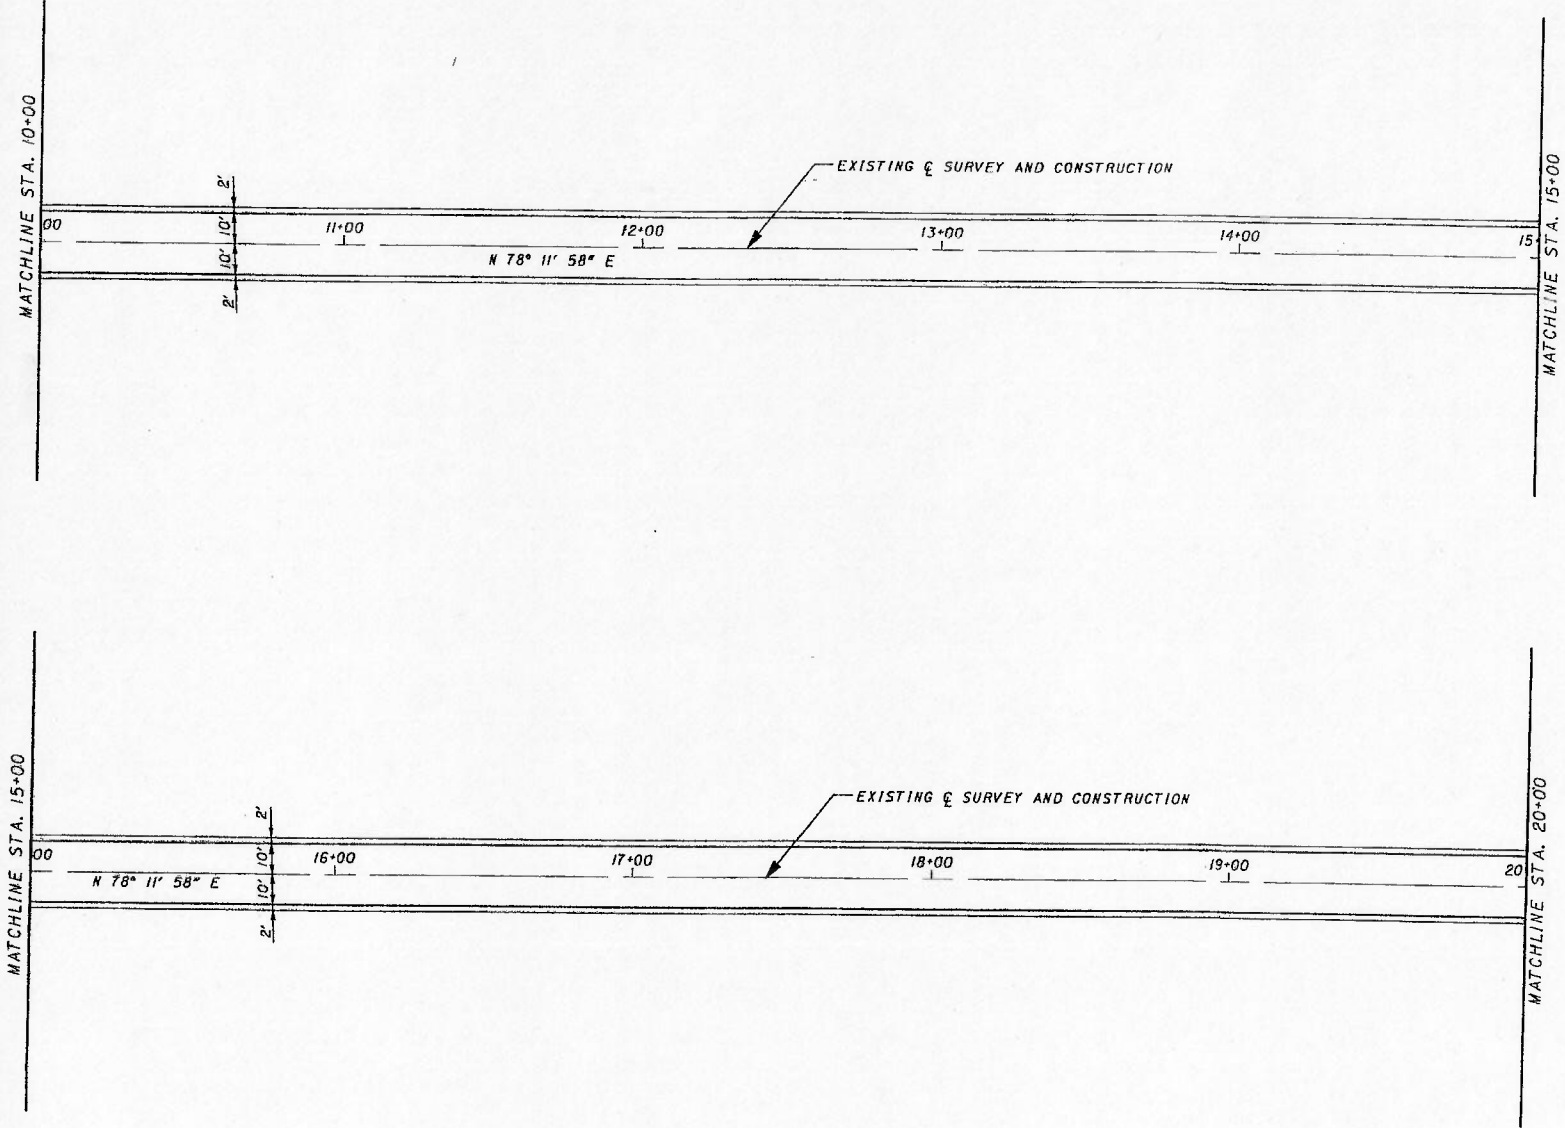 MATCHLINE STA. 10+00
EXISTING ℄ SURVEY AND CONSTRUCTION
MATCHLINE STA. 15+00
2'
10'
10'
2'
00
11+00
12+00
13+00
14+00
15+
N 78° 11' 58" E
MATCHLINE STA. 15+00
EXISTING ℄ SURVEY AND CONSTRUCTION
MATCHLINE STA. 20+00
2'
10'
10'
2'
00
16+00
17+00
18+00
19+00
20
N 78° 11' 58" E